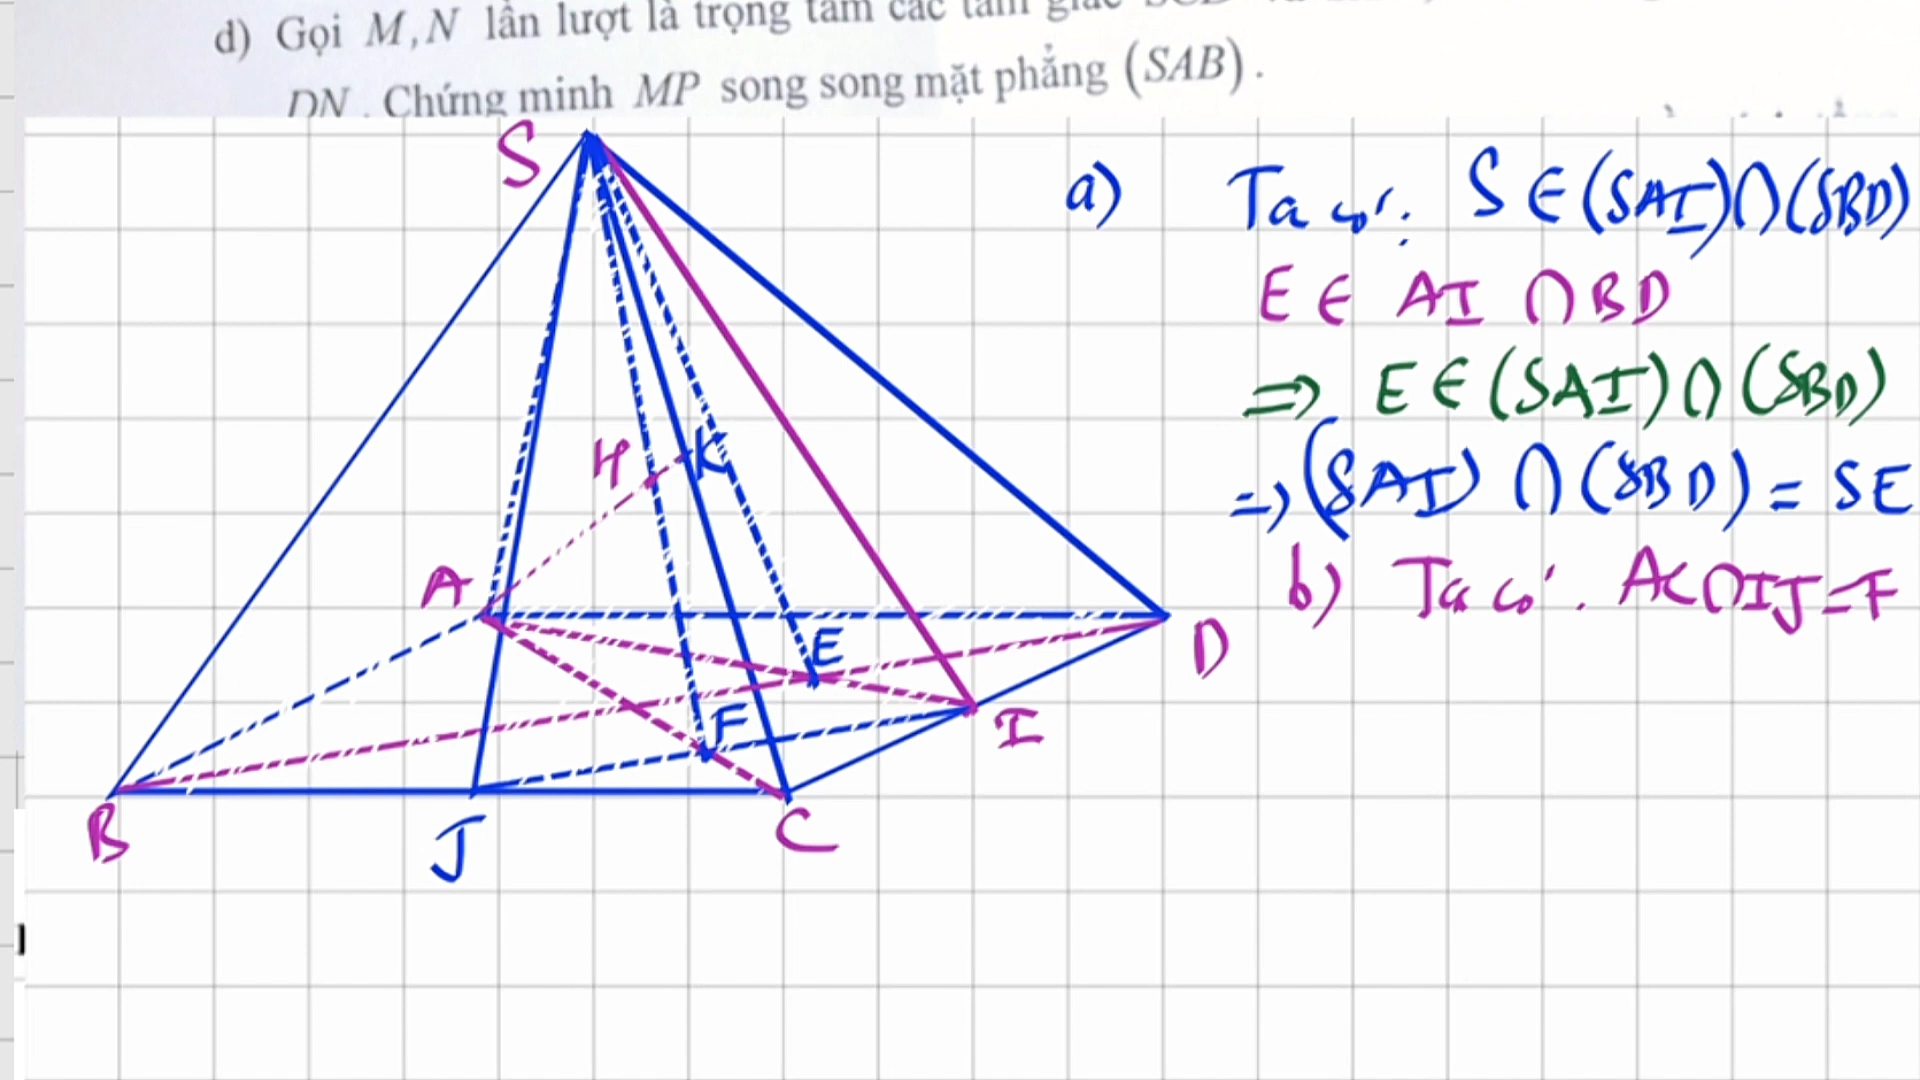 d) Gọi M, N lần lượt là trọng tâm các tam giác SCD
DN. Chứng minh MP song song mặt phẳng (SAB).
S
a) Ta có: S ∈ (SAI) ∩ (SBD)
E ∈ AI ∩ BD
⇒ E ∈ (SAI) ∩ (SBD)
H K
⇒ (SAI) ∩ (SBD) = SE
A
b) Ta có. AC ∩ IJ = F
E
D
F
I
B
J
C